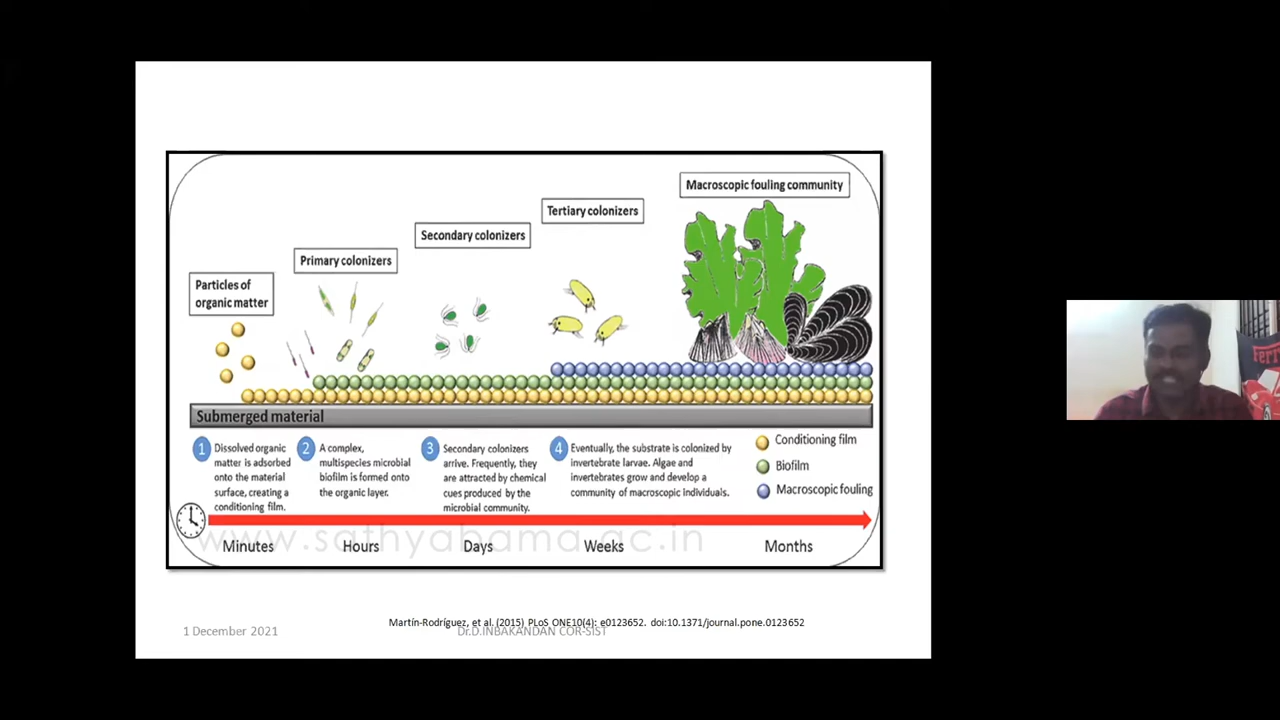 Macroscopic fouling community
Tertiary colonizers
Secondary colonizers
Primary colonizers
Particles of
organic matter
Submerged material
1 Dissolved organic
matter is adsorbed
onto the material
surface, creating a
conditioning film.
2 A complex,
multispecies microbial
biofilm is formed onto
the organic layer.
3 Secondary colonizers
arrive. Frequently, they
are attracted by chemical
cues produced by the
microbial community.
4 Eventually, the substrate is colonized by
invertebrate larvae. Algae and
invertebrates grow and develop a
community of macroscopic individuals.
Conditioning film
Biofilm
Macroscopic fouling
www.sathyabama.ac.in
Minutes Hours Days Weeks Months
Martín-Rodríguez, et al. (2015) PLoS ONE10(4): e0123652. doi:10.1371/journal.pone.0123652
1 December 2021 Dr.D.INBAKANDAN COR-SIST
Ferr